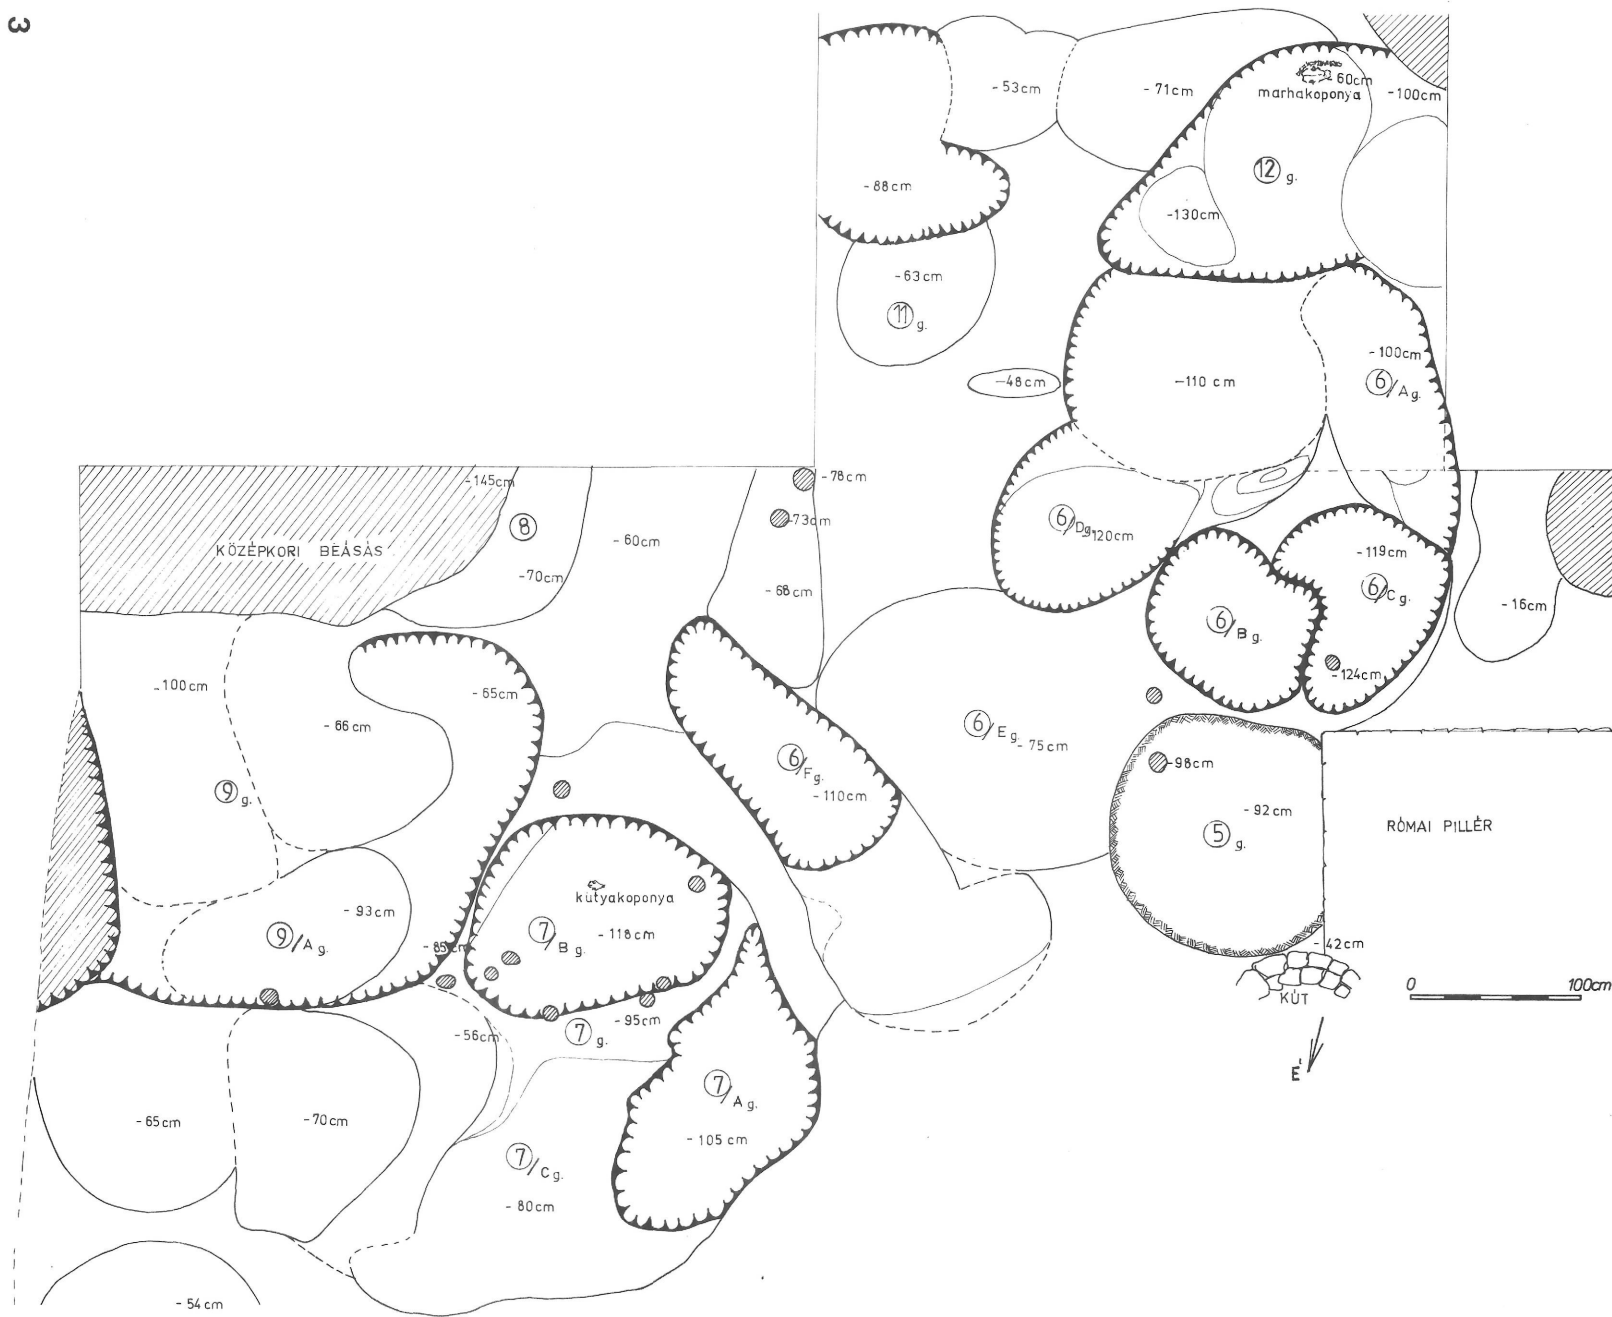 3
-53cm
-71cm
60cm
marhakoponya
-100cm
12 g.
-88cm
-130cm
-63cm
11 g.
-100cm
-48cm
-110 cm
6/A g.
-78cm
-145cm
-73cm
8
6/D g.
-120cm
KÖZÉPKORI BEÁSÁS
-60cm
-119cm
-70cm
-68cm
6/C g.
-16cm
6/B g.
-100cm
-65cm
-124cm
-66cm
6/E g.
-75cm
6/F g.
-98cm
9 g.
-110cm
-92cm
RÓMAI PILLÉR
5 g.
kutyakoponya
-93cm
9/A g.
7/B g.
-118cm
-85cm
-42cm
0 100cm
KÚT
-56cm
7 g.
-95cm
É
7/A g.
-65cm
-70cm
-105 cm
7/C g.
-80cm
-54cm